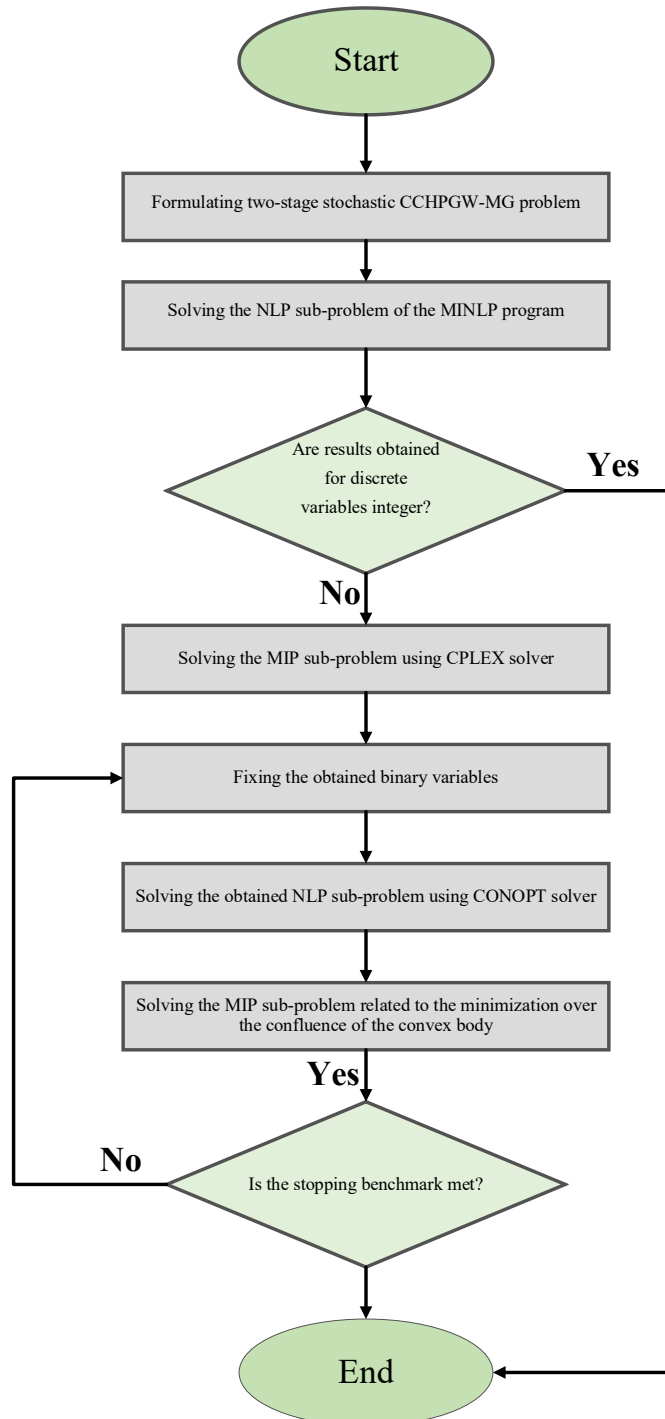 Start
Formulating two-stage stochastic CCHPGW-MG problem
Solving the NLP sub-problem of the MINLP program
Are results obtained
for discrete
variables integer?
Yes
No
Solving the MIP sub-problem using CPLEX solver
Fixing the obtained binary variables
Solving the obtained NLP sub-problem using CONOPT solver
Solving the MIP sub-problem related to the minimization over
the confluence of the convex body
Yes
No
Is the stopping benchmark met?
End